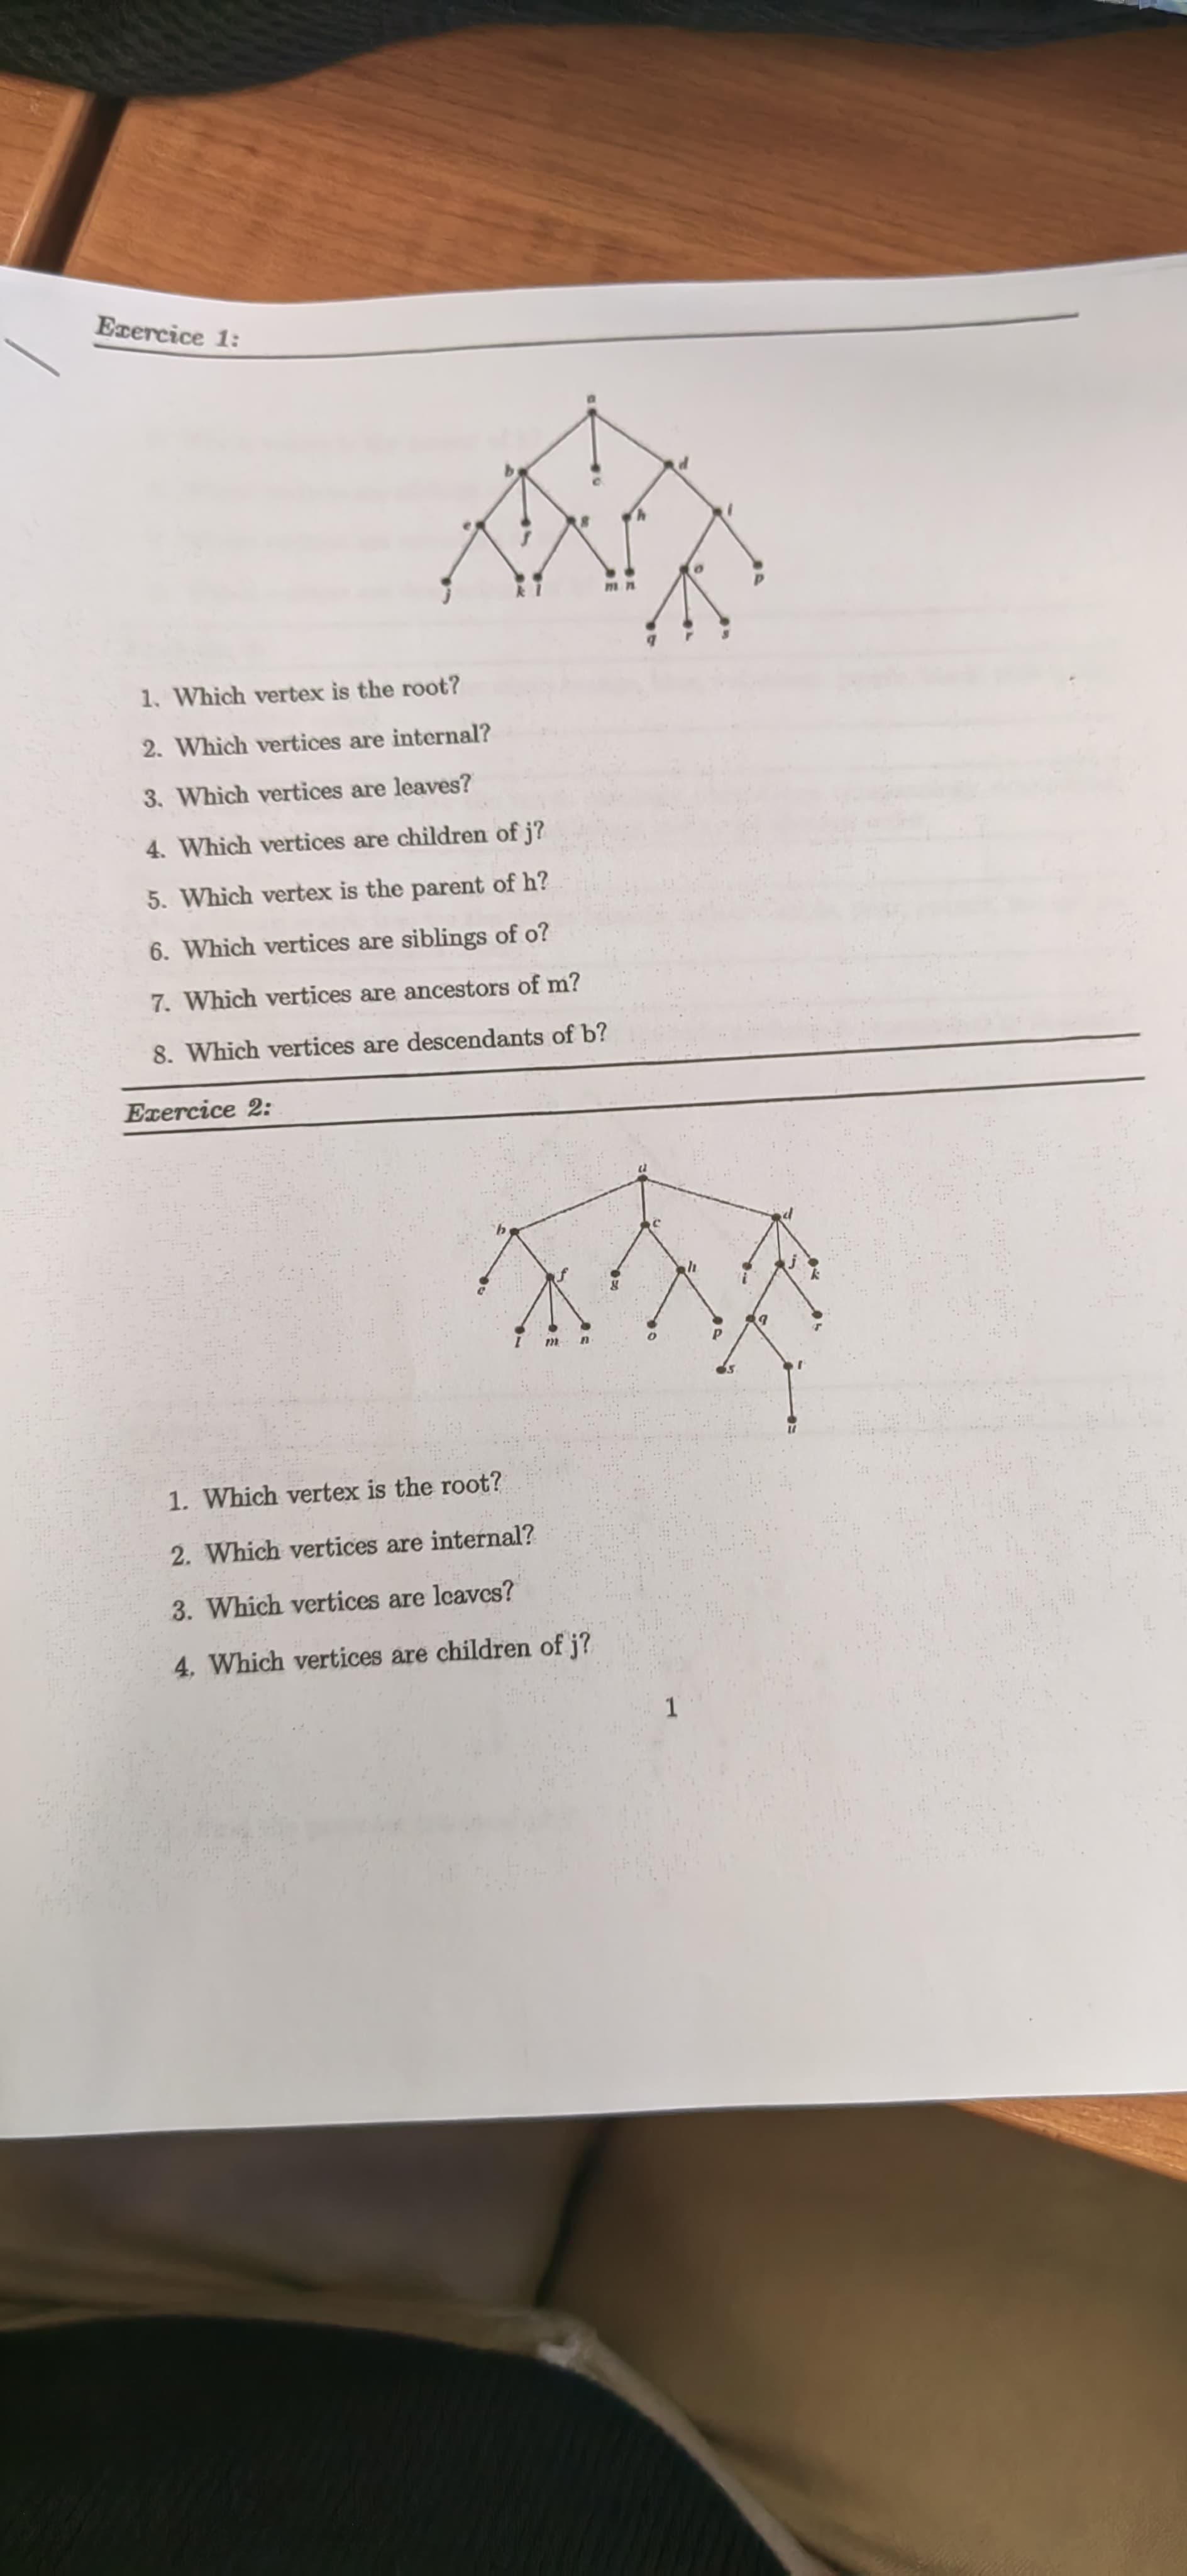 Exercice 1:
a
b
c
d
e
f
g
h
i
j
k
l
m
n
o
p
q
r
s
1. Which vertex is the root?
2. Which vertices are internal?
3. Which vertices are leaves?
4. Which vertices are children of j?
5. Which vertex is the parent of h?
6. Which vertices are siblings of o?
7. Which vertices are ancestors of m?
8. Which vertices are descendants of b?
Exercice 2:
a
b
c
d
e
f
g
h
i
j
k
l
m
n
o
p
q
r
s
t
u
1. Which vertex is the root?
2. Which vertices are internal?
3. Which vertices are leaves?
4. Which vertices are children of j?
1